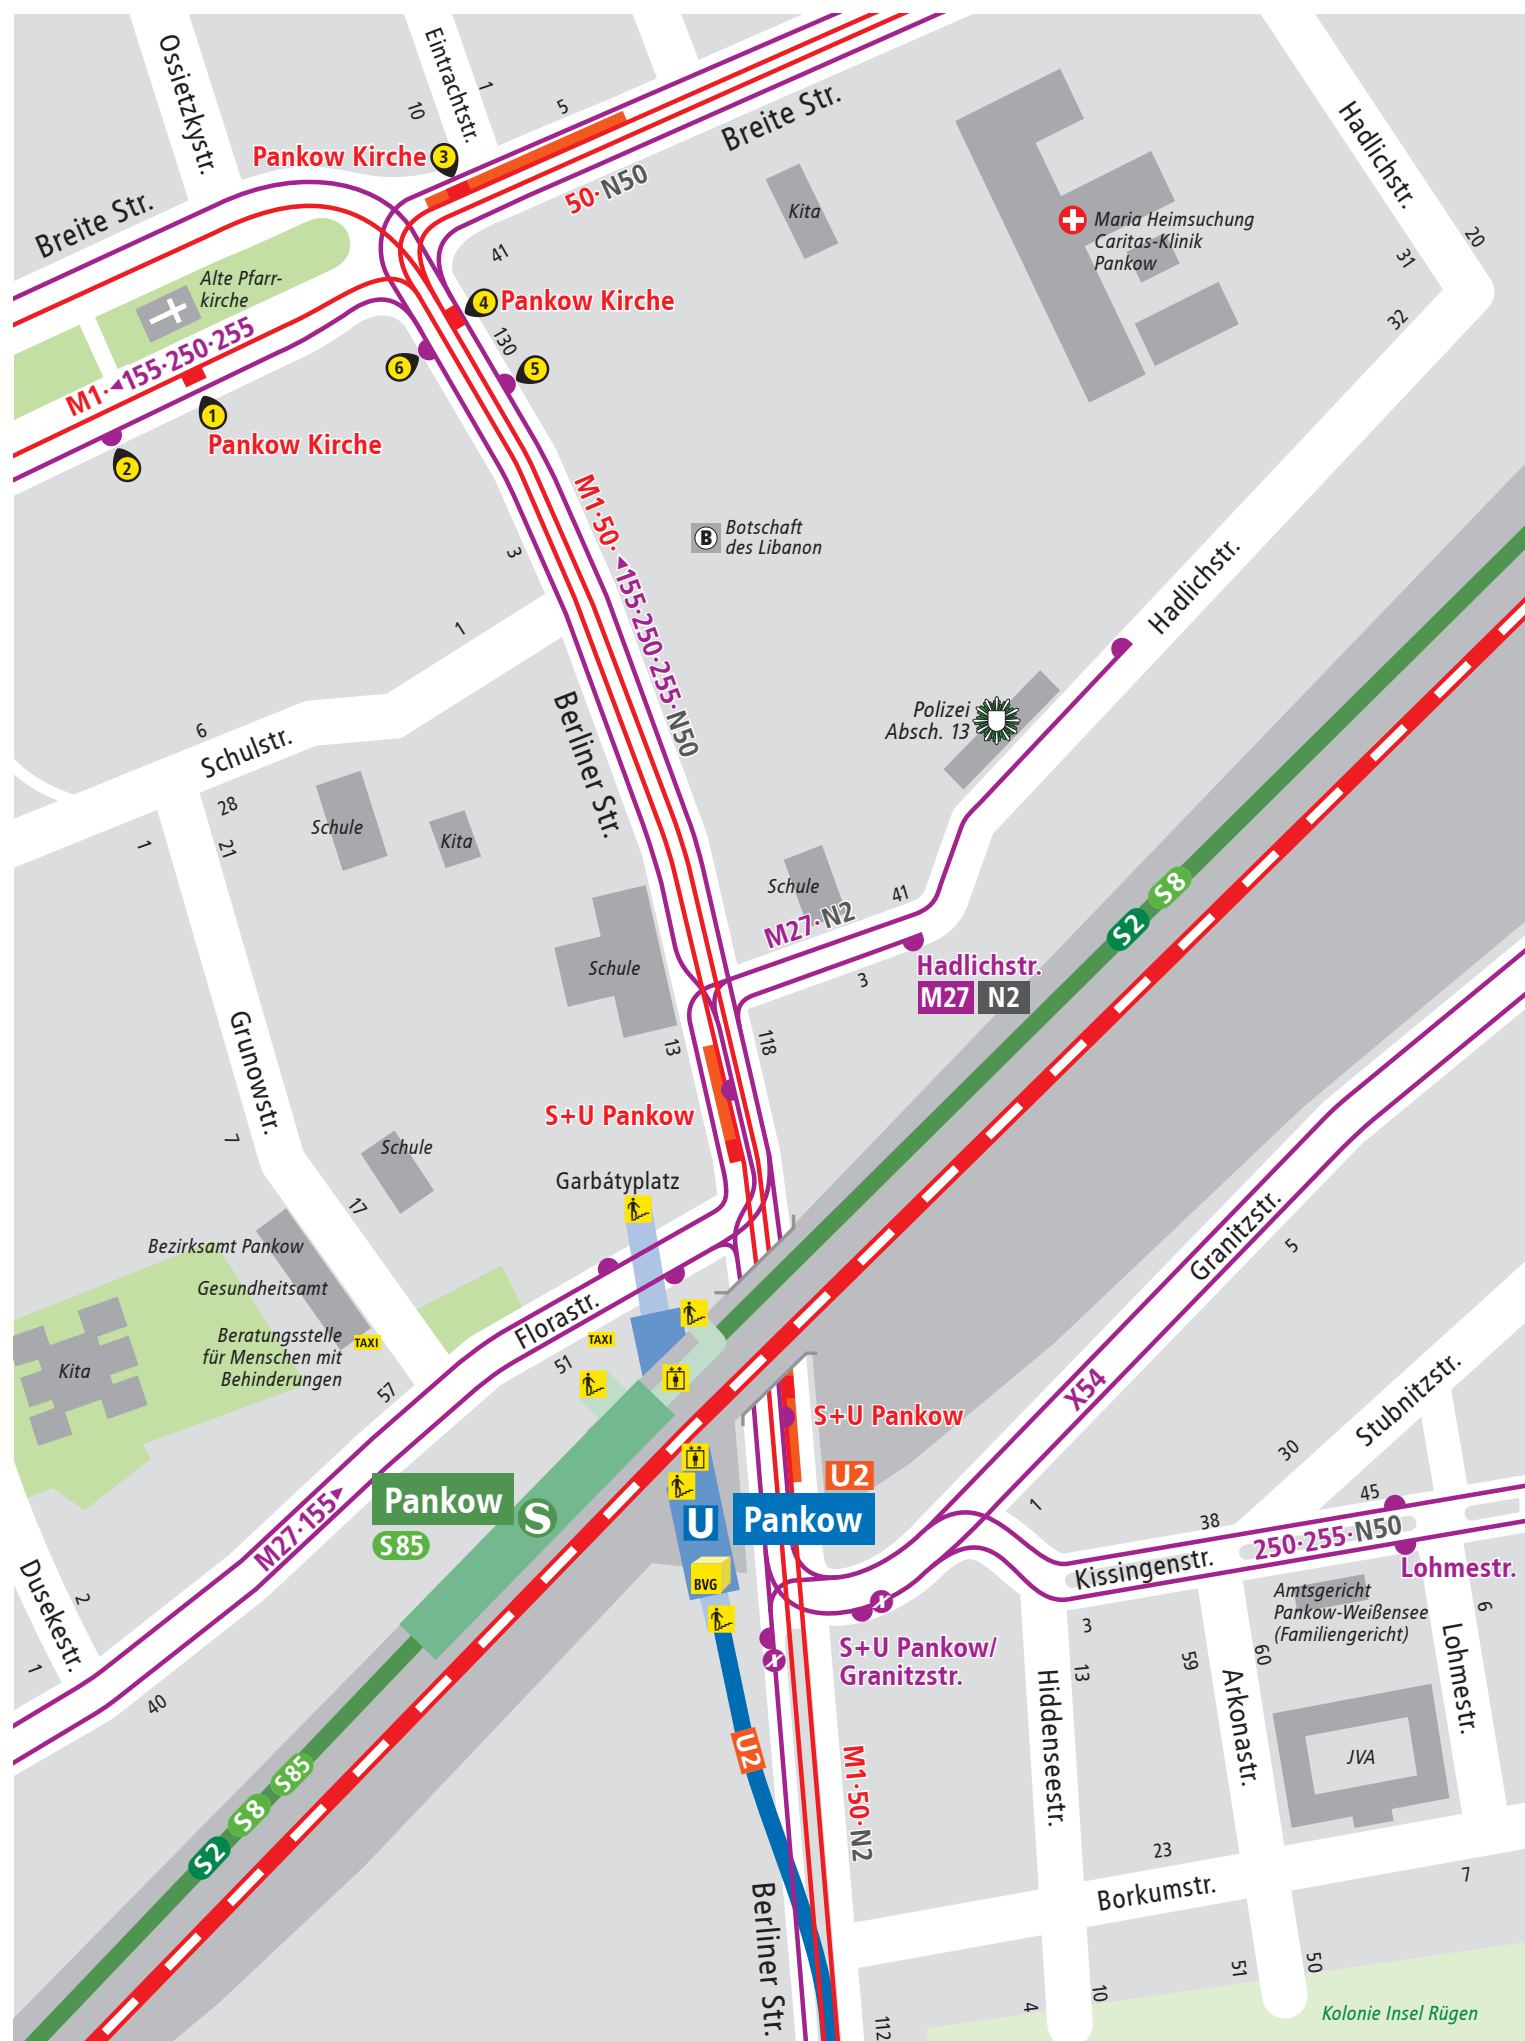 Ossietzkystr.
Eintrachtstr.
10
1
5
Breite Str.
Hadlichstr.
Pankow Kirche
3
50·N50
Breite Str.
Kita
Maria Heimsuchung
Caritas-Klinik
Pankow
20
31
32
41
Alte Pfarr-
kirche
4
Pankow Kirche
130
M1·◄155·250·255
6
5
1
Pankow Kirche
2
M1·50·◄155·250·255·N50
B
Botschaft
des Libanon
3
Hadlichstr.
1
6
Schulstr.
Berliner Str.
Polizei
Absch. 13
28
21
1
Schule
Kita
Schule
41
M27·N2
S8
S2
Schule
Hadlichstr.
M27
N2
3
Grunowstr.
13
118
S+U Pankow
7
Schule
Garbátyplatz
17
Granitzstr.
5
Bezirksamt Pankow
Gesundheitsamt
Beratungsstelle
für Menschen mit
Behinderungen
TAXI
Kita
Florastr.
TAXI
51
57
X54
Stubnitzstr.
30
S+U Pankow
U2
M27·155►
Pankow
S
S85
U
Pankow
1
38
45
250·255·N50
Kissingenstr.
Lohmestr.
BVG
Dusekestr.
2
1
40
X
X
S+U Pankow/
Granitzstr.
Amtsgericht
Pankow-Weißensee
(Familiengericht)
3
13
59
60
6
Hiddenseestr.
Arkonastr.
Lohmestr.
JVA
U2
M1·50·N2
S85
S8
S2
23
7
Borkumstr.
Berliner Str.
51
50
4
10
112
Kolonie Insel Rügen